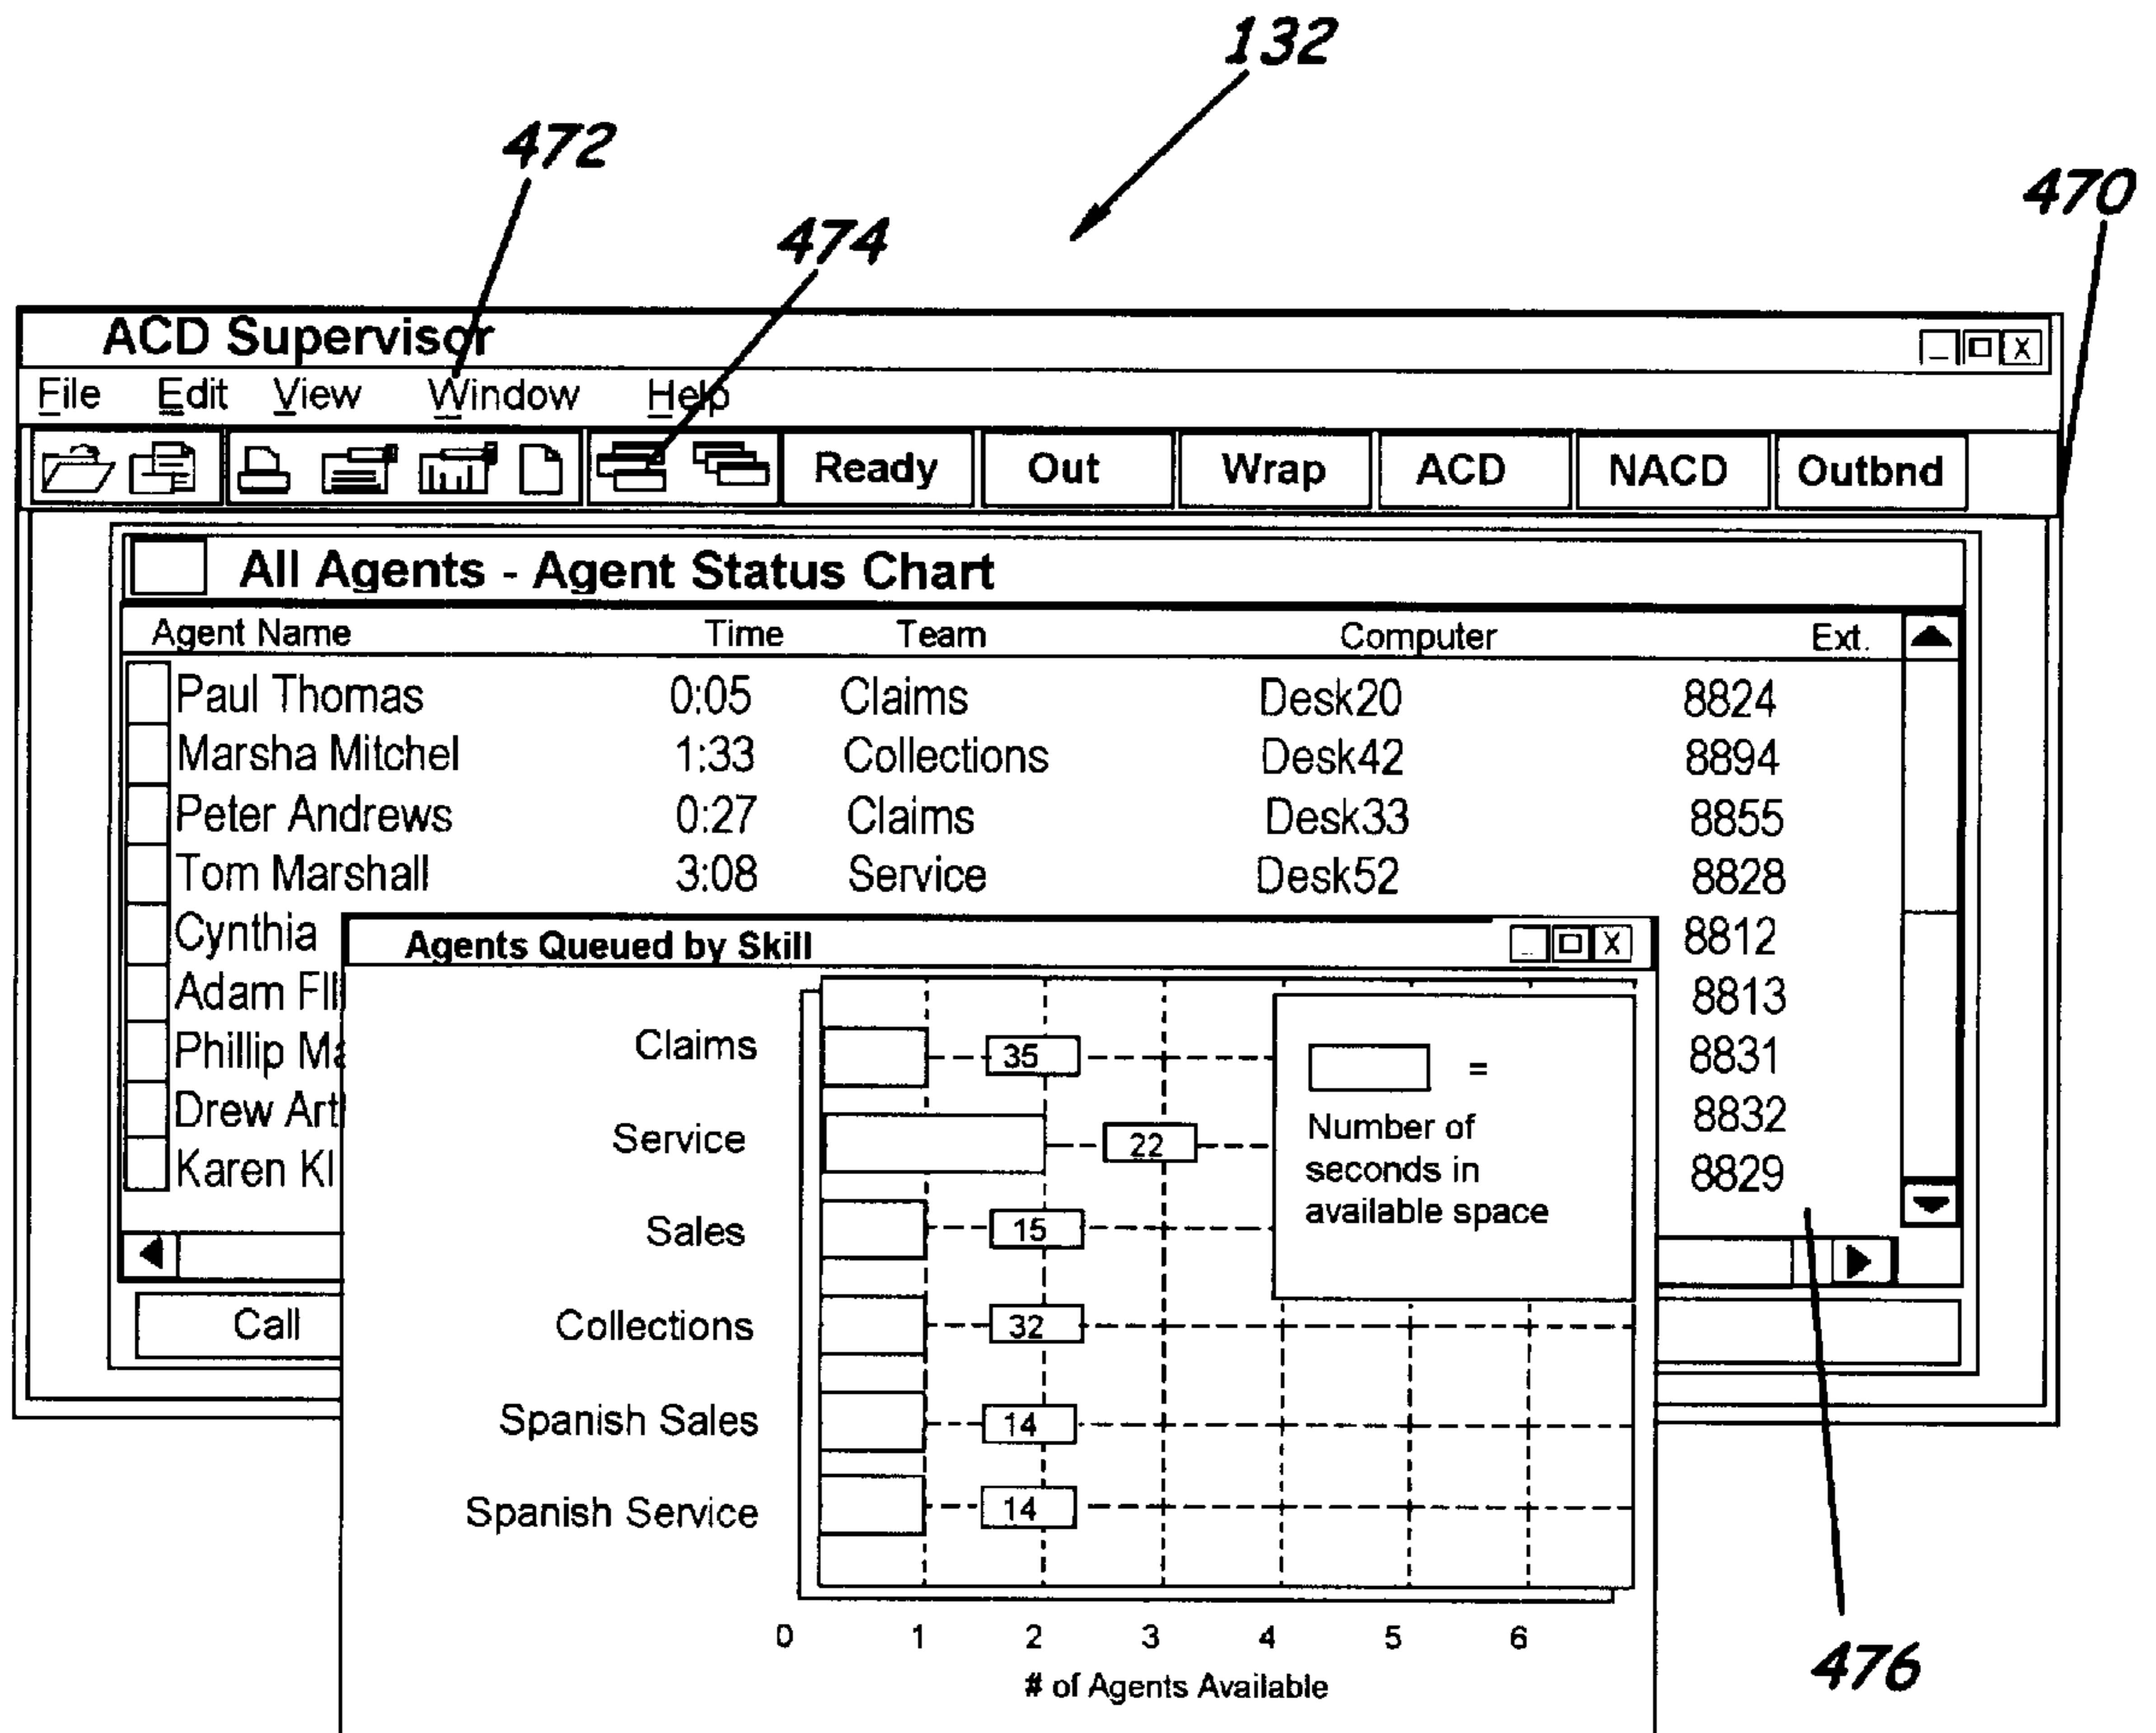 132
472
474
470
ACD Supervisor
_ X
File Edit View Window Help
Ready Out Wrap ACD NACD Outbnd
All Agents - Agent Status Chart
Agent Name Time Team Computer Ext.
Paul Thomas 0:05 Claims Desk20 8824
Marsha Mitchel 1:33 Collections Desk42 8894
Peter Andrews 0:27 Claims Desk33 8855
Tom Marshall 3:08 Service Desk52 8828
Cynthia 8812
Adam 8813
Phillip 8831
Drew 8832
Karen 8829
Call
Agents Queued by Skill
_ X
Claims 35
Service 22
Sales 15
Collections 32
Spanish Sales 14
Spanish Service 14
=
Number of
seconds in
available space
0 1 2 3 4 5 6
# of Agents Available
476